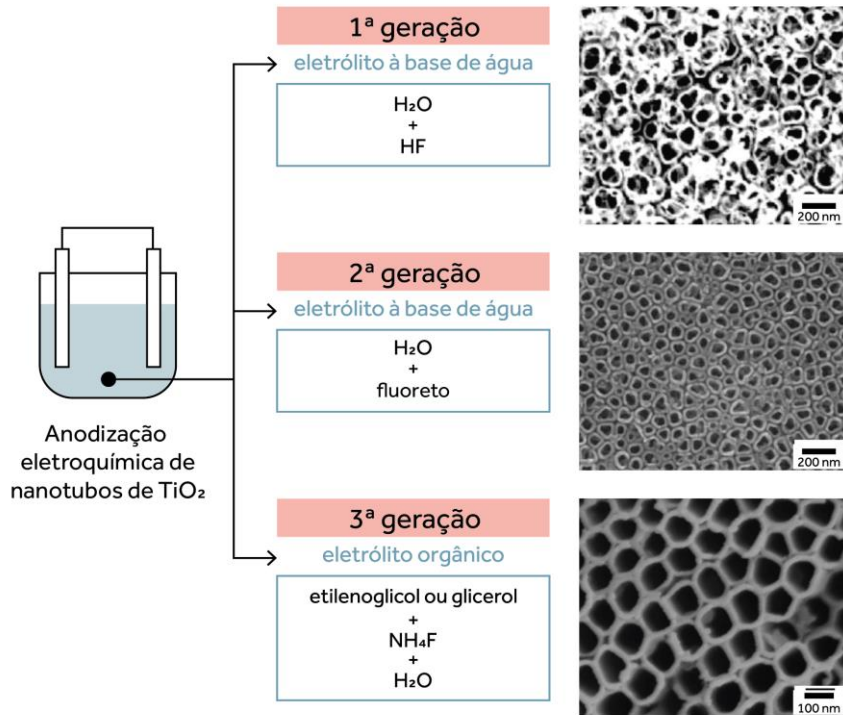 1ª geração
eletrólito à base de água
H₂O
+
HF
200 nm
2ª geração
eletrólito à base de água
H₂O
+
fluoreto
200 nm
Anodização
eletroquímica de
nanotubos de TiO₂
3ª geração
eletrólito orgânico
etilenoglicol ou glicerol
+
NH₄F
+
H₂O
100 nm